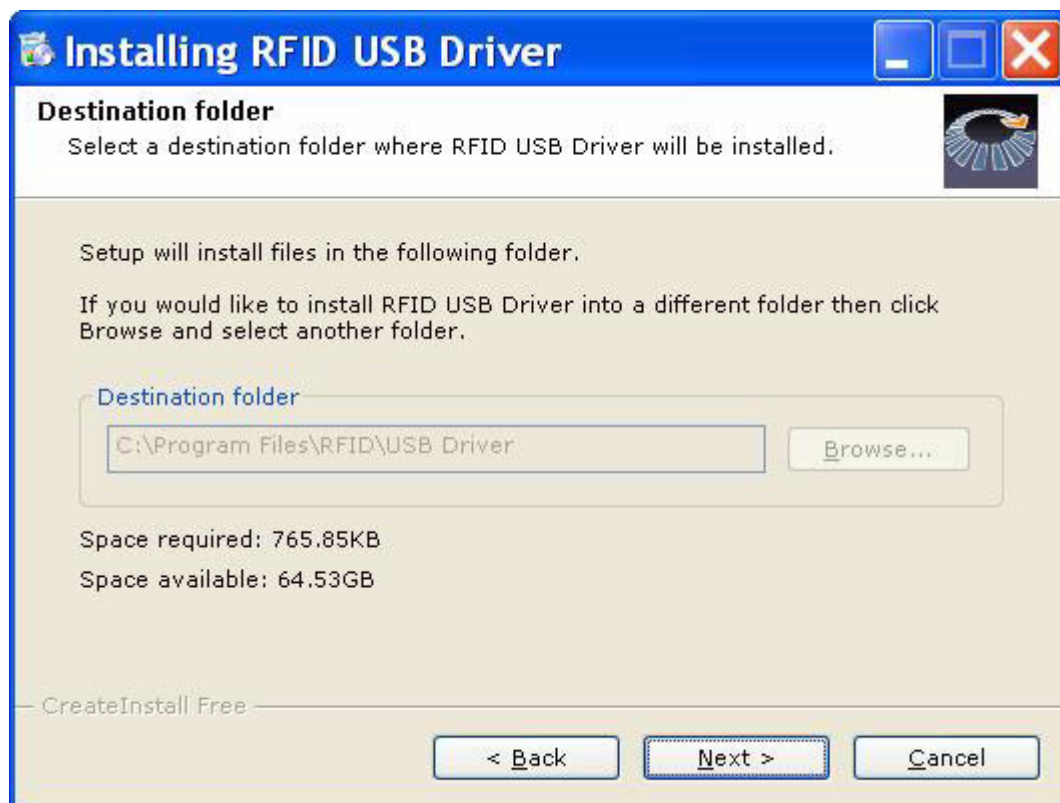 Installing RFID USB Driver
Destination folder
Select a destination folder where RFID USB Driver will be installed.
Setup will install files in the following folder.
If you would like to install RFID USB Driver into a different folder then click
Browse and select another folder.
Destination folder
C:\Program Files\RFID\USB Driver
Browse...
Space required: 765.85KB
Space available: 64.53GB
CreateInstall Free
< Back
Next >
Cancel